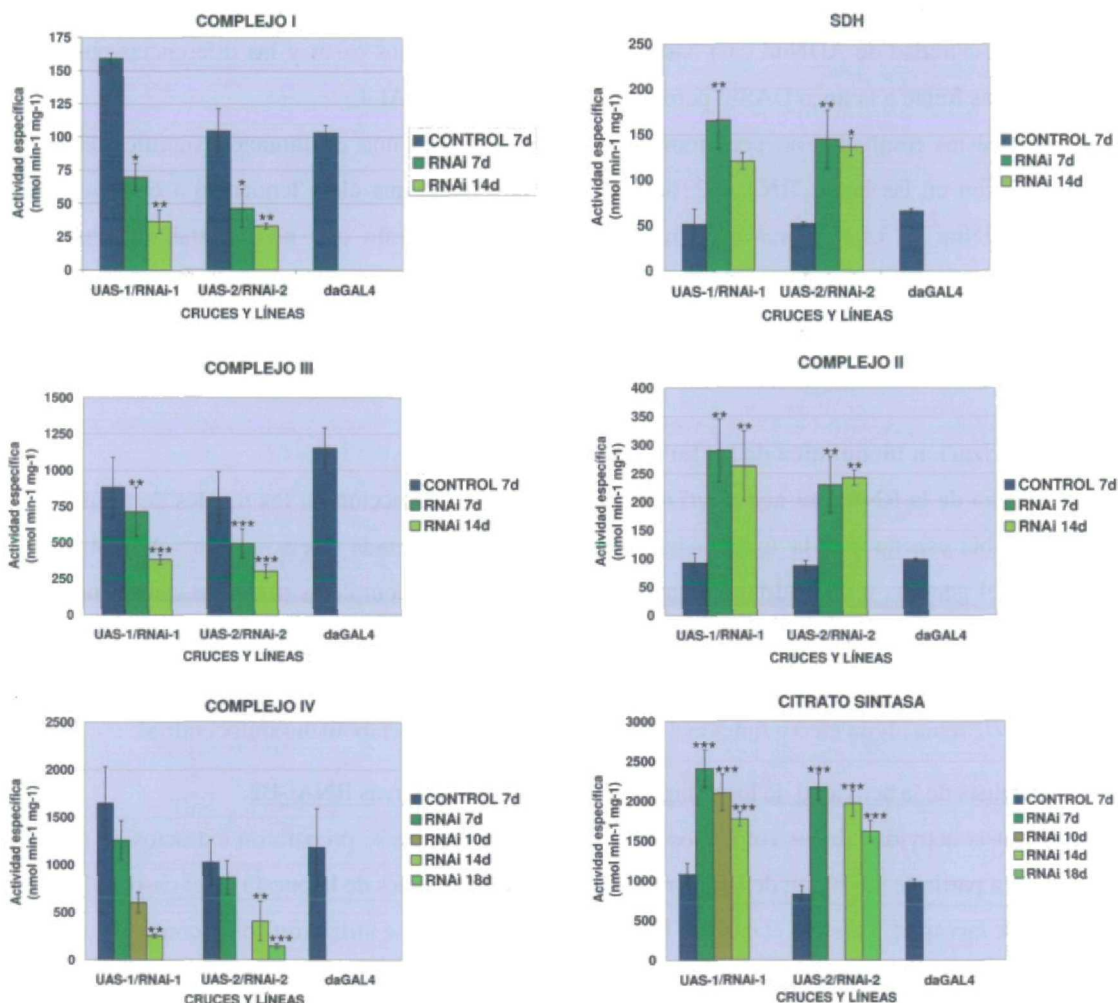 COMPLEJO I
175
150
125
100
75
50
25
0
Actividad específica
(nmol min-1 mg-1)
*
**
*
**
UAS-1/RNAi-1
UAS-2/RNAi-2
daGAL4
CRUCES Y LÍNEAS
CONTROL 7d
RNAi 7d
RNAi 14d
SDH
250
200
150
100
50
0
Actividad específica
(nmol min-1 mg-1)
**
**
*
UAS-1/RNAi-1
UAS-2/RNAi-2
daGAL4
CRUCES Y LÍNEAS
CONTROL 7d
RNAi 7d
RNAi 14d
COMPLEJO III
1500
1250
1000
750
500
250
0
Actividad específica
(nmol min-1 mg-1)
**
***
***
***
UAS-1/RNAi-1
UAS-2/RNAi-2
daGAL4
CRUCES Y LÍNEAS
CONTROL 7d
RNAi 7d
RNAi 14d
COMPLEJO II
400
350
300
250
200
150
100
50
0
Actividad específica
(nmol min-1 mg-1)
**
**
**
**
UAS-1/RNAi-1
UAS-2/RNAi-2
daGAL4
CRUCES Y LÍNEAS
CONTROL 7d
RNAi 7d
RNAi 14d
COMPLEJO IV
2500
2000
1500
1000
500
0
Actividad específica
(nmol min-1 mg-1)
**
**
***
UAS-1/RNAi-1
UAS-2/RNAi-2
daGAL4
CRUCES Y LÍNEAS
CONTROL 7d
RNAi 7d
RNAi 10d
RNAi 14d
RNAi 18d
CITRATO SINTASA
3000
2500
2000
1500
1000
500
0
Actividad específica
(nmol min-1 mg-1)
***
***
***
***
***
***
UAS-1/RNAi-1
UAS-2/RNAi-2
daGAL4
CRUCES Y LÍNEAS
CONTROL 7d
RNAi 7d
RNAi 10d
RNAi 14d
RNAi 18d